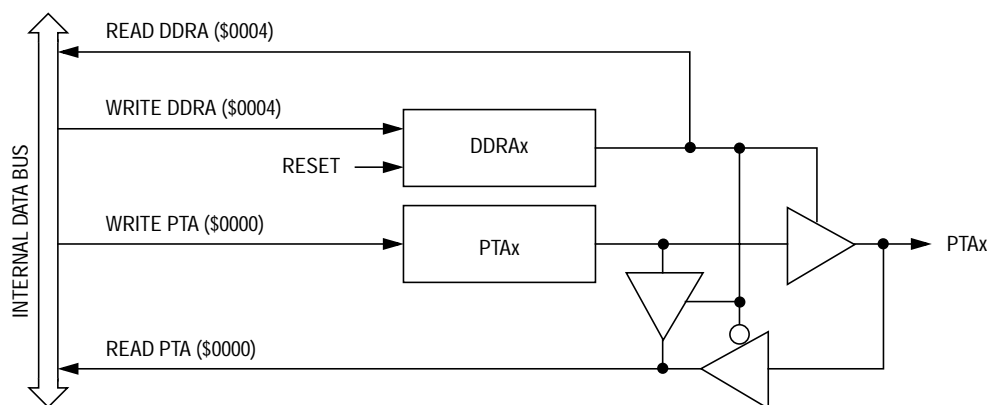 READ DDRA ($0004)
WRITE DDRA ($0004)
DDRAx
RESET
INTERNAL DATA BUS
WRITE PTA ($0000)
PTAx
PTAx
READ PTA ($0000)